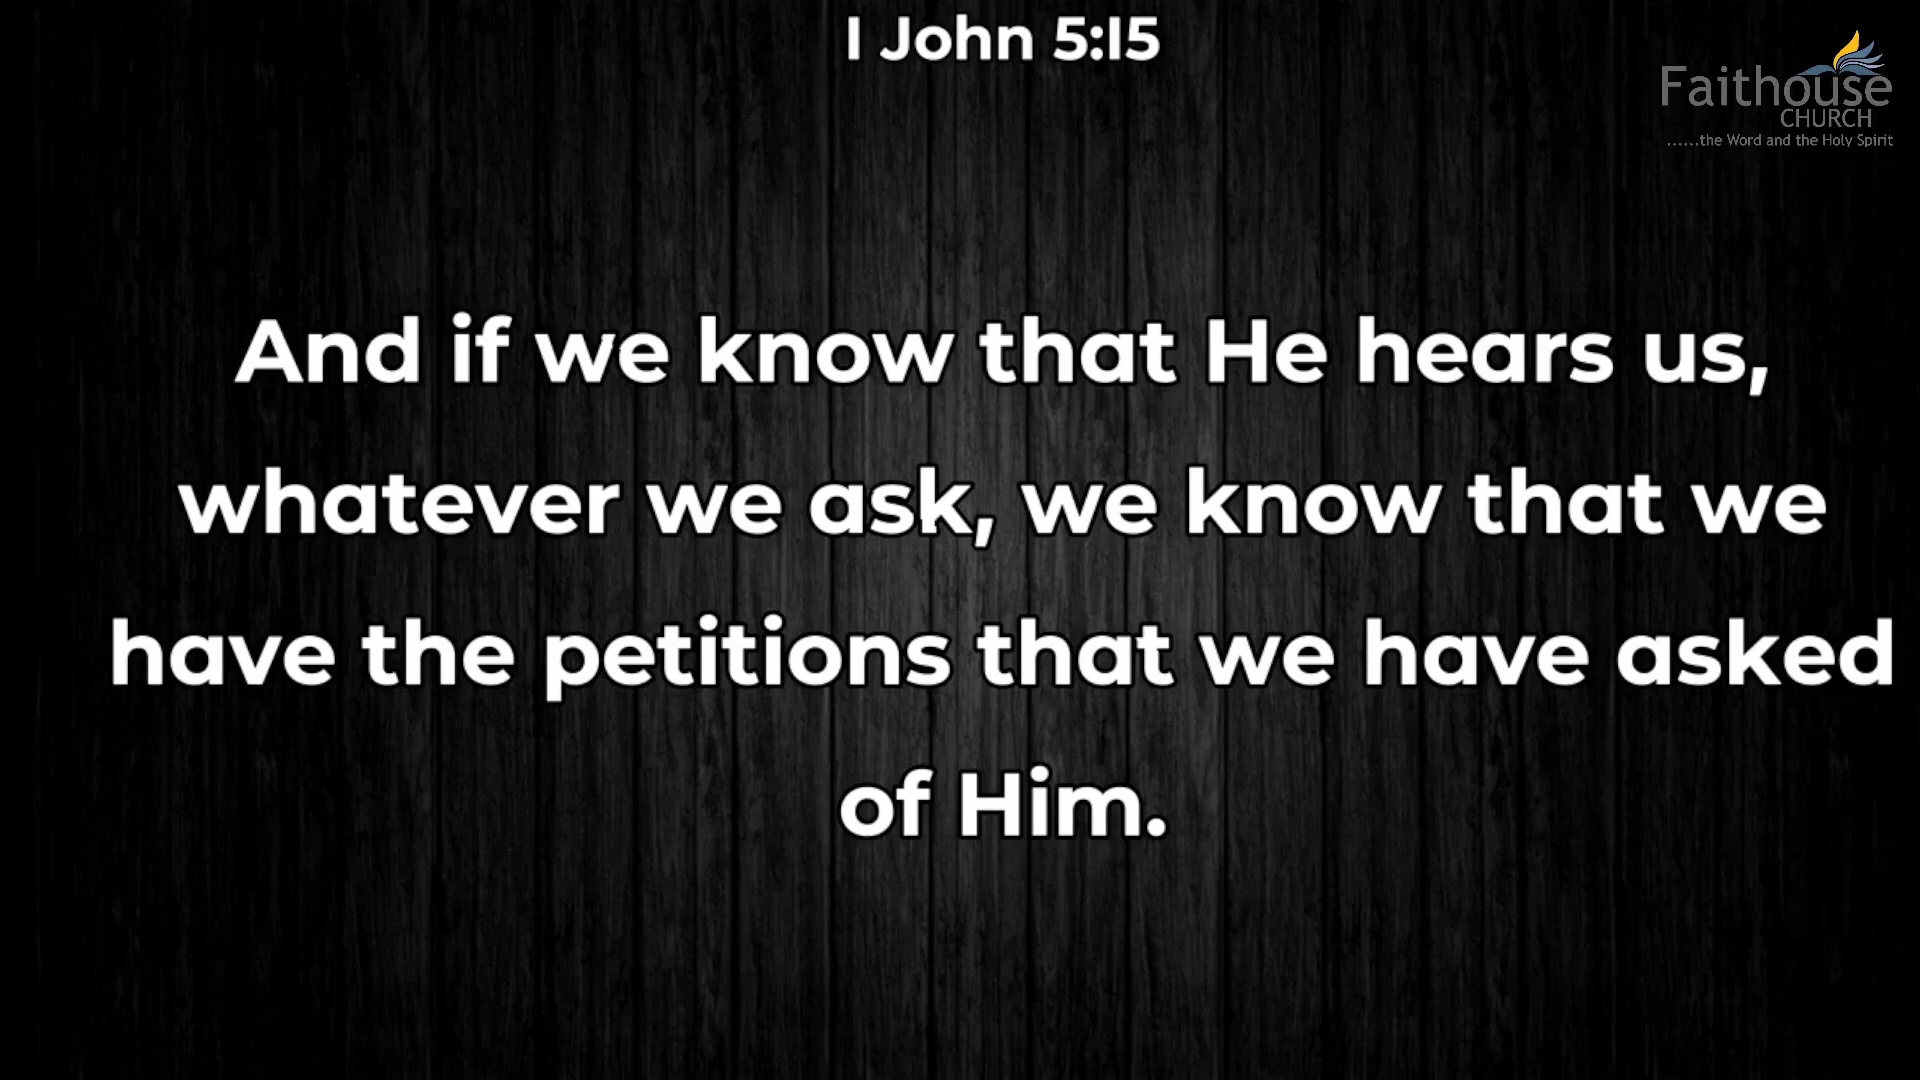 I John 5:15
Faithouse
CHURCH
......the Word and the Holy Spirit
And if we know that He hears us,
whatever we ask, we know that we
have the petitions that we have asked
of Him.